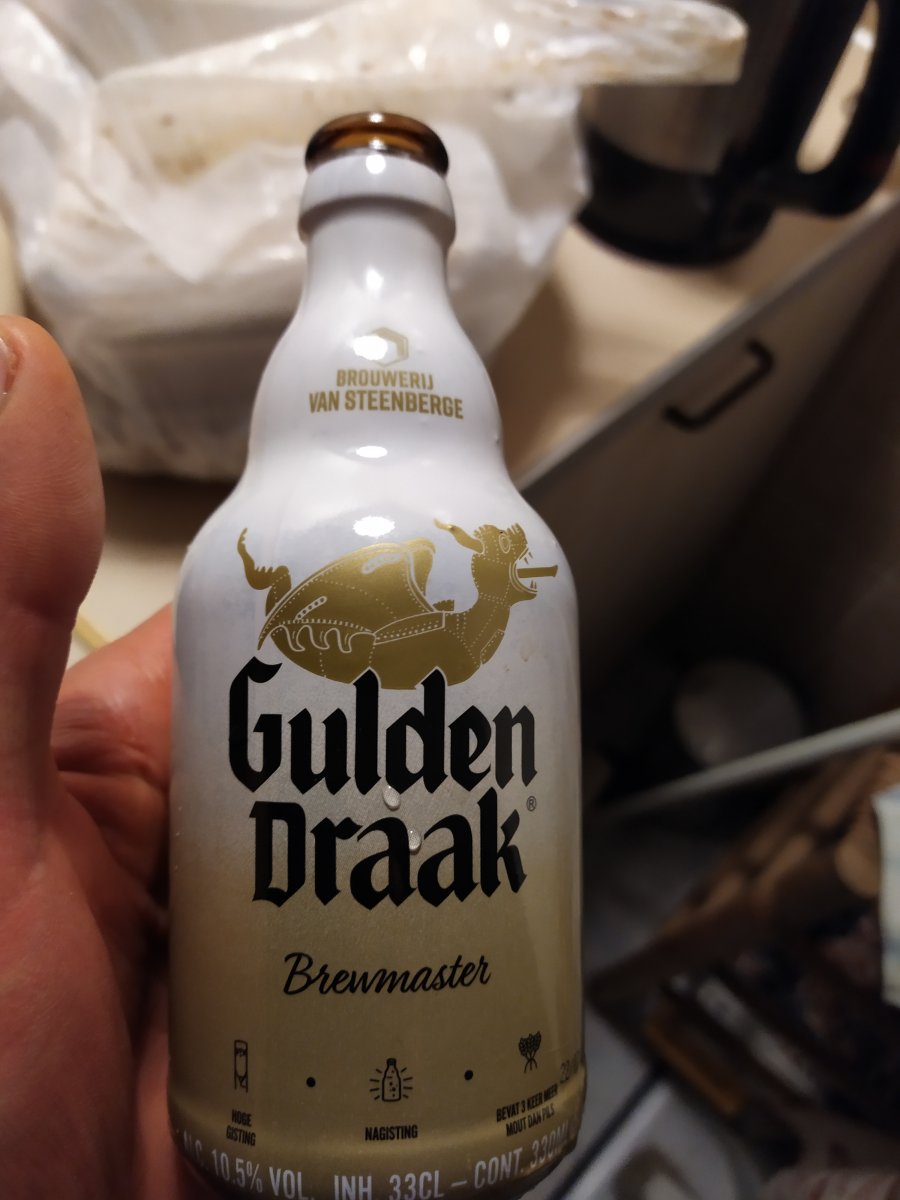 BROUWERIJ
VAN STEENBERGE
Gulden
Draak®
Brewmaster
HOGE
GISTING
NAGISTING
BEVAT 3 KEER MEER
MOUT DAN PILS
ALC. 10.5% VOL. INH. 33CL – CONT. 330ML